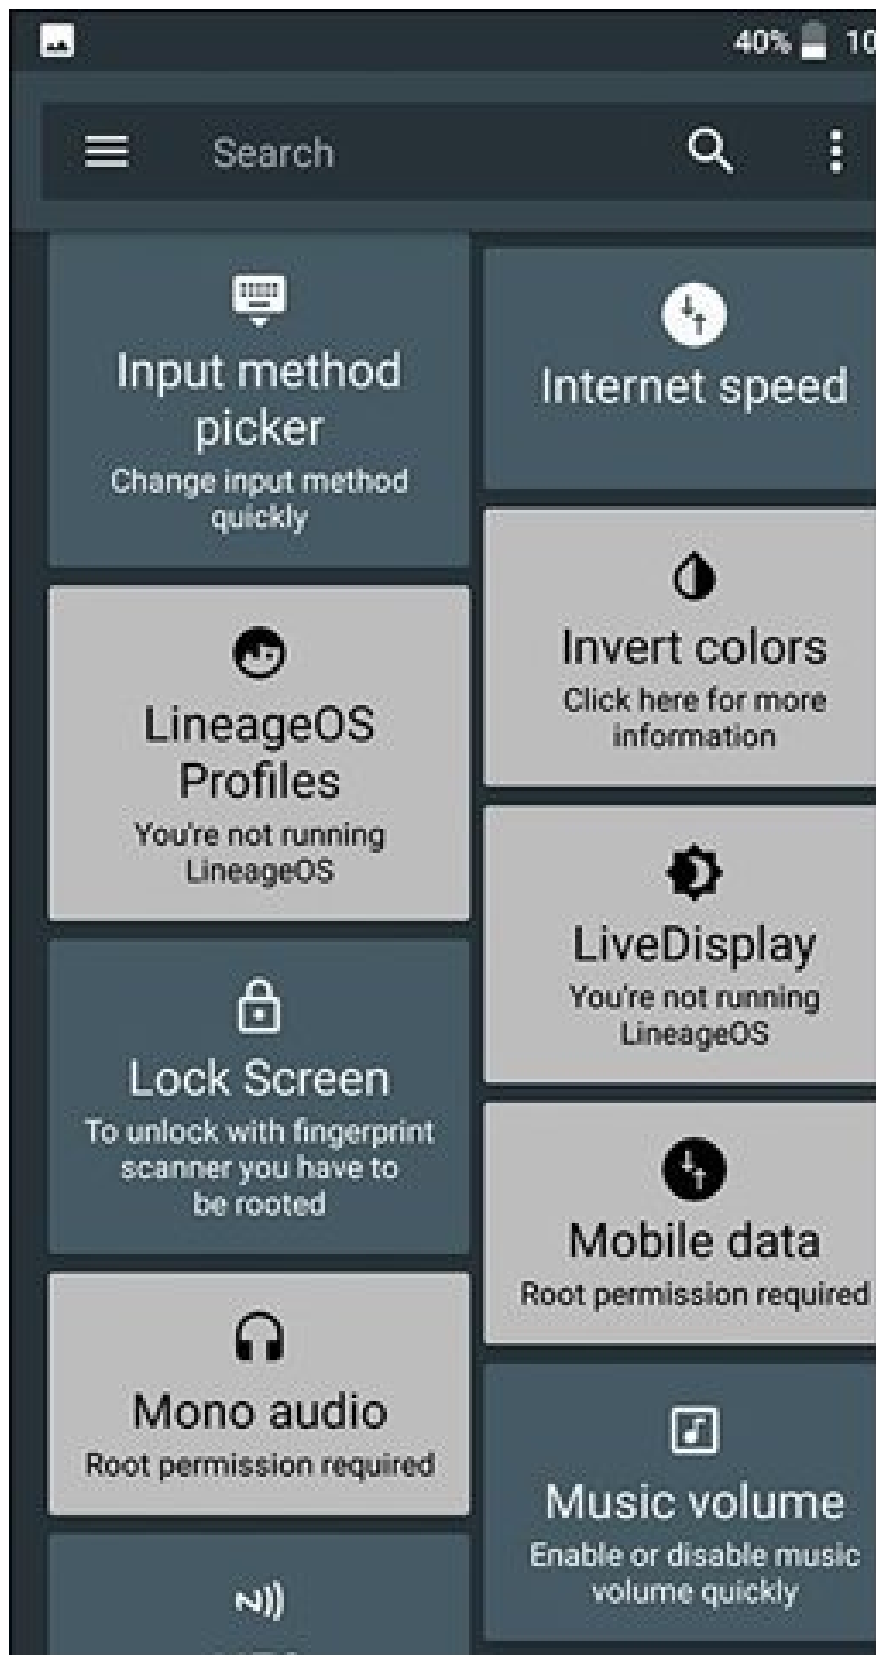 40% 10
Search
Input method
picker
Change input method
quickly
Internet speed
LineageOS
Profiles
You're not running
LineageOS
Invert colors
Click here for more
information
LiveDisplay
You're not running
LineageOS
Lock Screen
To unlock with fingerprint
scanner you have to
be rooted
Mobile data
Root permission required
Mono audio
Root permission required
Music volume
Enable or disable music
volume quickly